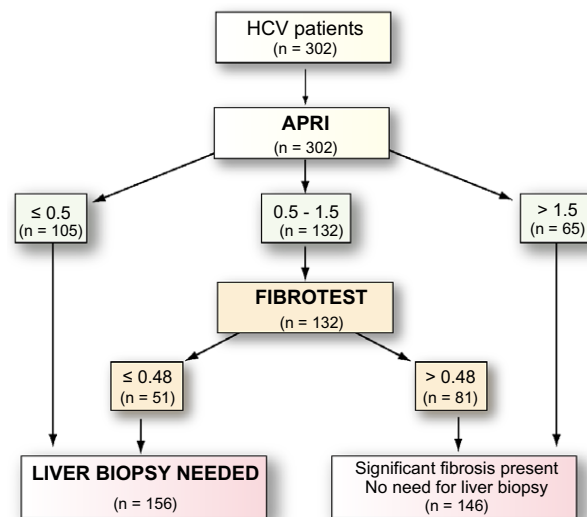 HCV patients
(n = 302)
APRI
(n = 302)
≤ 0.5
(n = 105)
0.5 - 1.5
(n = 132)
> 1.5
(n = 65)
FIBROTEST
(n = 132)
≤ 0.48
(n = 51)
> 0.48
(n = 81)
LIVER BIOPSY NEEDED
(n = 156)
Significant fibrosis present
No need for liver biopsy
(n = 146)